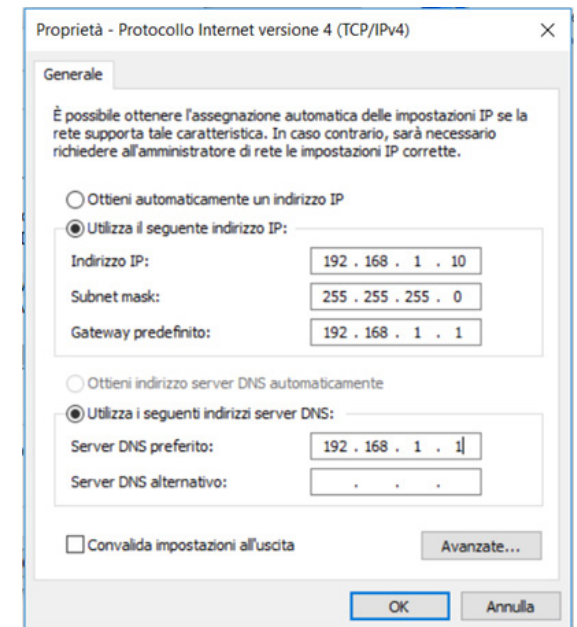 Proprietà - Protocollo Internet versione 4 (TCP/IPv4)
Generale
È possibile ottenere l'assegnazione automatica delle impostazioni IP se la
rete supporta tale caratteristica. In caso contrario, sarà necessario
richiedere all'amministratore di rete le impostazioni IP corrette.
Ottieni automaticamente un indirizzo IP
Utilizza il seguente indirizzo IP:
Indirizzo IP: 192 . 168 . 1 . 10
Subnet mask: 255 . 255 . 255 . 0
Gateway predefinito: 192 . 168 . 1 . 1
Ottieni indirizzo server DNS automaticamente
Utilizza i seguenti indirizzi server DNS:
Server DNS preferito: 192 . 168 . 1 . 1
Server DNS alternativo: . . .
Convalida impostazioni all'uscita Avanzate...
OK Annulla